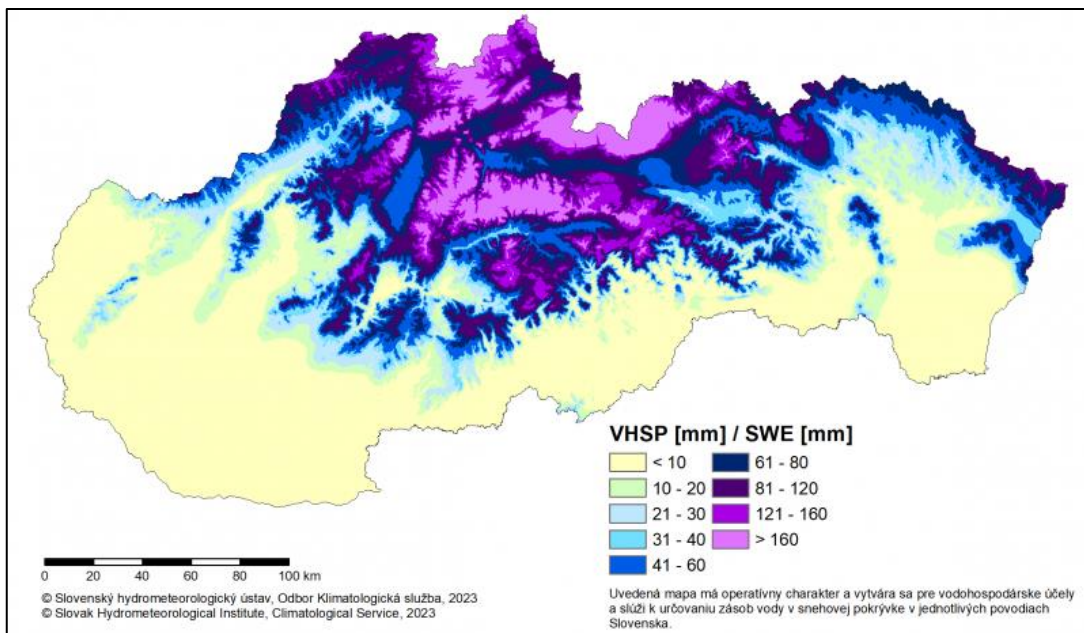 VHSP [mm] / SWE [mm]
< 10
10 - 20
21 - 30
31 - 40
41 - 60
61 - 80
81 - 120
121 - 160
> 160
0 20 40 60 80 100 km
© Slovenský hydrometeorologický ústav, Odbor Klimatologická služba, 2023
© Slovak Hydrometeorological Institute, Climatological Service, 2023
Uvedená mapa má operatívny charakter a vytvára sa pre vodohospodárske účely
a slúži k určovaniu zásob vody v snehovej pokrývke v jednotlivých povodiach
Slovenska.